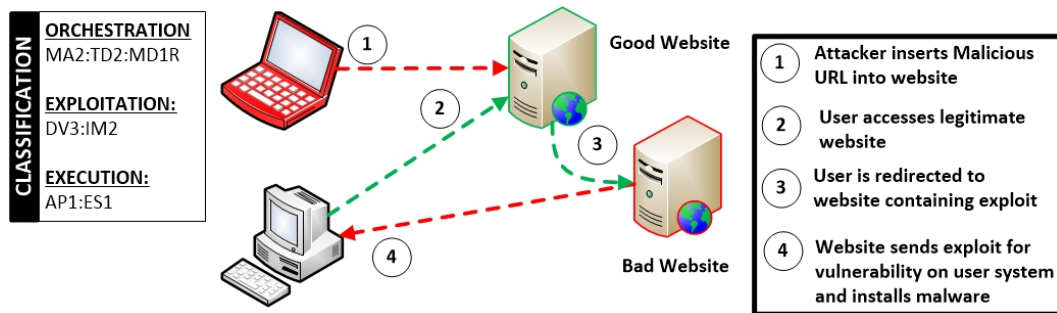 CLASSIFICATION
ORCHESTRATION
MA2:TD2:MD1R
EXPLOITATION:
DV3:IM2
EXECUTION:
AP1:ES1
1
2
3
4
Good Website
Bad Website
1 Attacker inserts Malicious
URL into website
2 User accesses legitimate
website
3 User is redirected to
website containing exploit
4 Website sends exploit for
vulnerability on user system
and installs malware